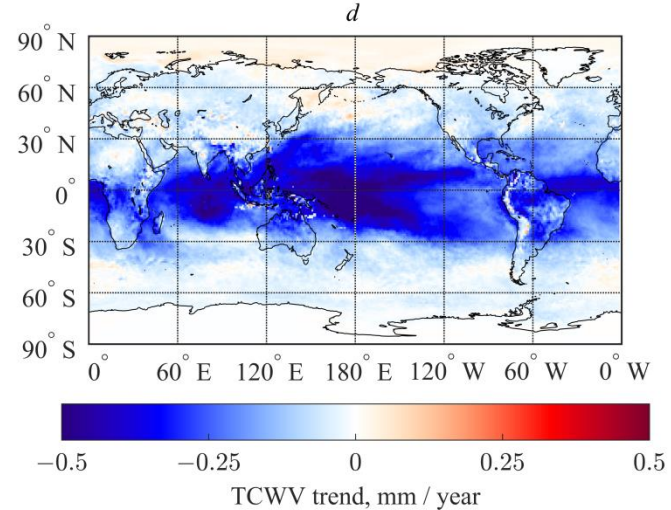 d
90° N
60° N
30° N
0°
30° S
60° S
90° S
0° 60° E 120° E 180° E 120° W 60° W 0° W
−0.5 −0.25 0 0.25 0.5
TCWV trend, mm / year